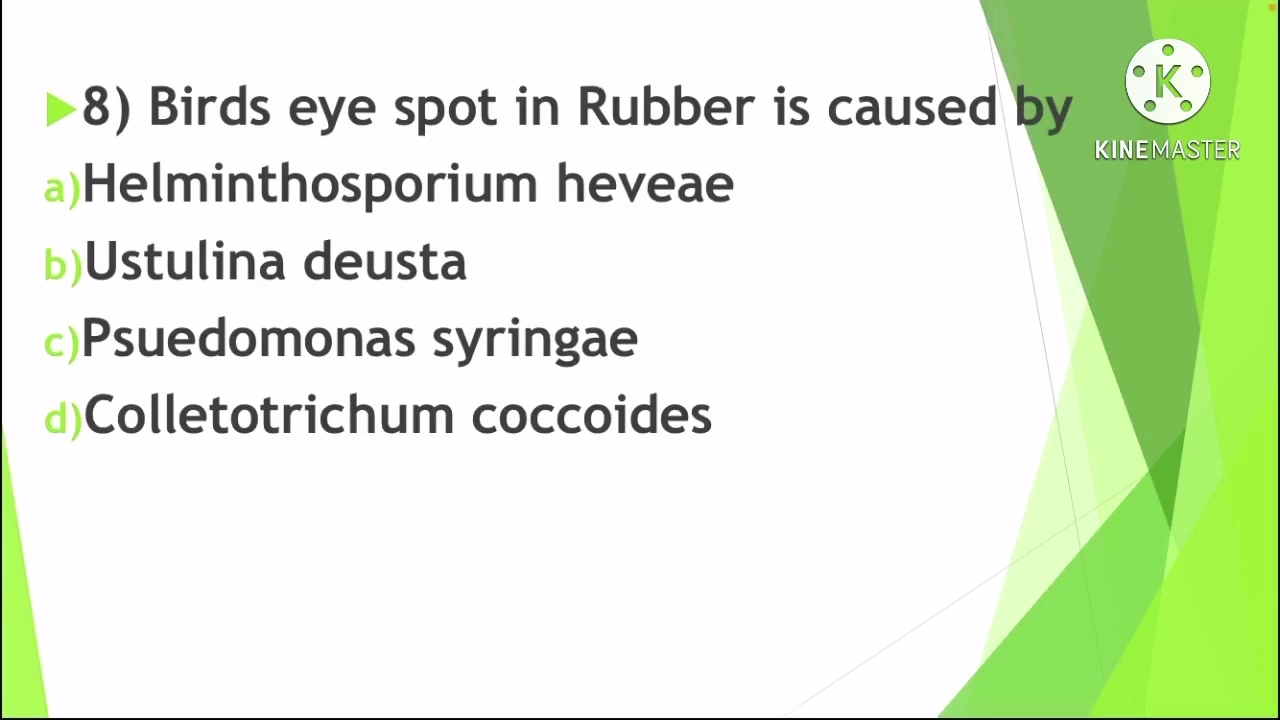 8) Birds eye spot in Rubber is caused by
a)Helminthosporium heveae
b)Ustulina deusta
c)Psuedomonas syringae
d)Colletotrichum coccoides
K
KINEMASTER